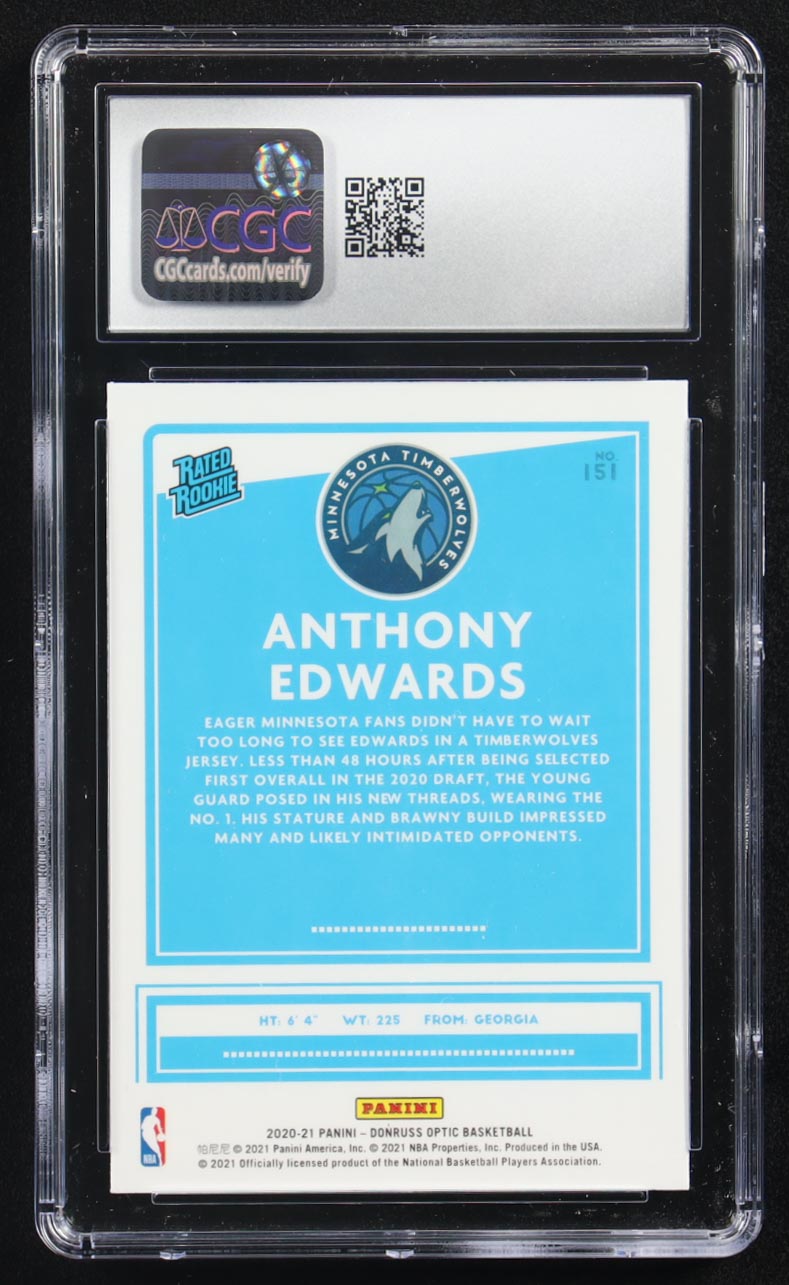 CGC
CGCcards.com/verify
RATED
ROOKIE
MINNESOTA TIMBERWOLVES
NO.
151
ANTHONY
EDWARDS
EAGER MINNESOTA FANS DIDN'T HAVE TO WAIT
TOO LONG TO SEE EDWARDS IN A TIMBERWOLVES
JERSEY. LESS THAN 48 HOURS AFTER BEING SELECTED
FIRST OVERALL IN THE 2020 DRAFT, THE YOUNG
GUARD POSED IN HIS NEW THREADS, WEARING THE
NO. 1. HIS STATURE AND BRAWNY BUILD IMPRESSED
MANY AND LIKELY INTIMIDATED OPPONENTS.
HT: 6' 4" WT: 225 FROM: GEORGIA
PANINI
NBA
2020-21 PANINI – DONRUSS OPTIC BASKETBALL
帕尼尼 © 2021 Panini America, Inc. © 2021 NBA Properties, Inc. Produced in the USA.
© 2021 Officially licensed product of the National Basketball Players Association.